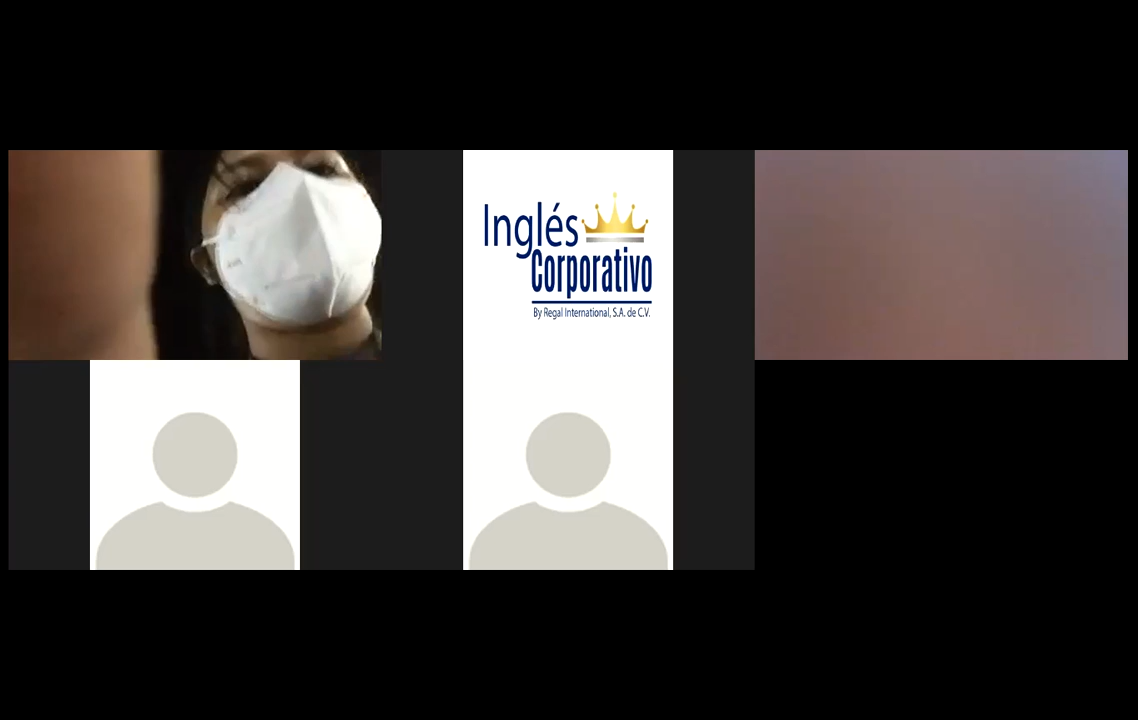 Inglés
Corporativo
By Regal International, S.A. de C.V.